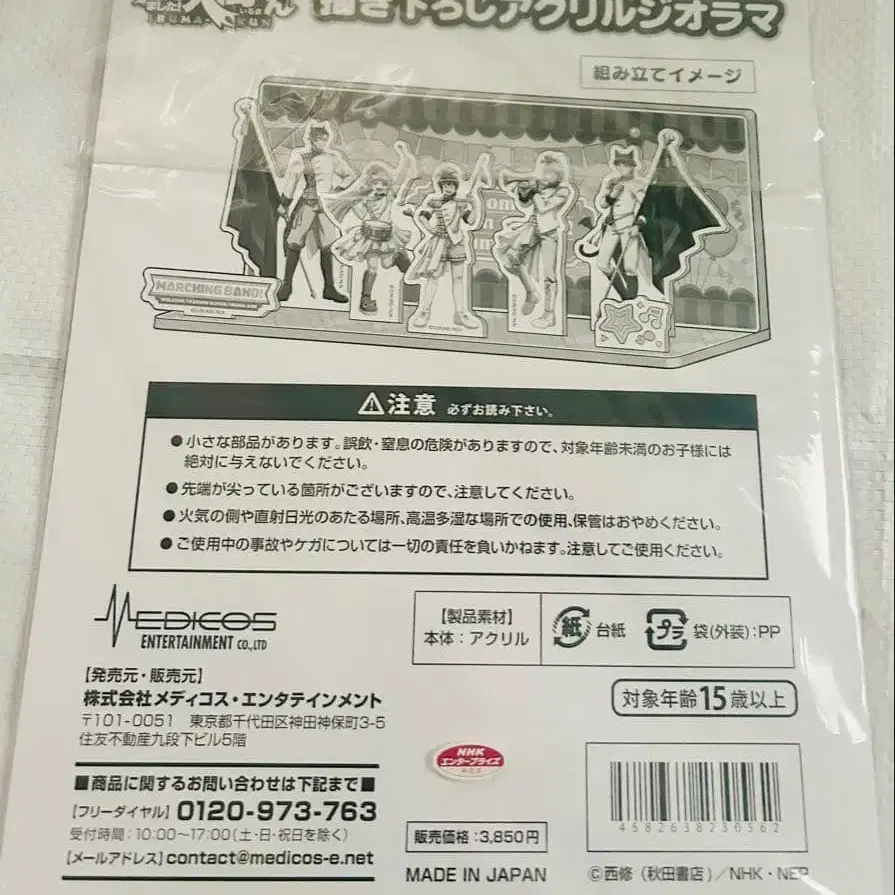 ました!
IRUMA-KUN
描き下ろしアクリルジオラマ
組み立てイメージ
MARCHING BAND!
⚠注意 必ずお読み下さい。
●小さな部品があります。誤飲・窒息の危険がありますので、対象年齢未満のお子様には
絶対に与えないでください。
●先端が尖っている箇所がございますので、注意してください。
●火気の側や直射日光のあたる場所、高温多湿な場所での使用、保管はおやめください。
●ご使用中の事故やケガについては一切の責任を負いかねます。注意してご使用ください。
MEDICOS
ENTERTAINMENT CO.,LTD
【製品素材】
本体:アクリル
紙 台紙
プラ 袋(外装):PP
対象年齢15歳以上
【発売元・販売元】
株式会社メディコス・エンタテインメント
〒101-0051 東京都千代田区神田神保町3-5
住友不動産九段下ビル5階
■商品に関するお問い合わせは下記まで■
【フリーダイヤル】0120-973-763
受付時間:10:00〜17:00(土・日・祝日を除く)
【メールアドレス】contact@medicos-e.net
NHK
エンタープライズ
販売価格:3,850円
MADE IN JAPAN
4582638230562
©西修(秋田書店)/NHK・NEP